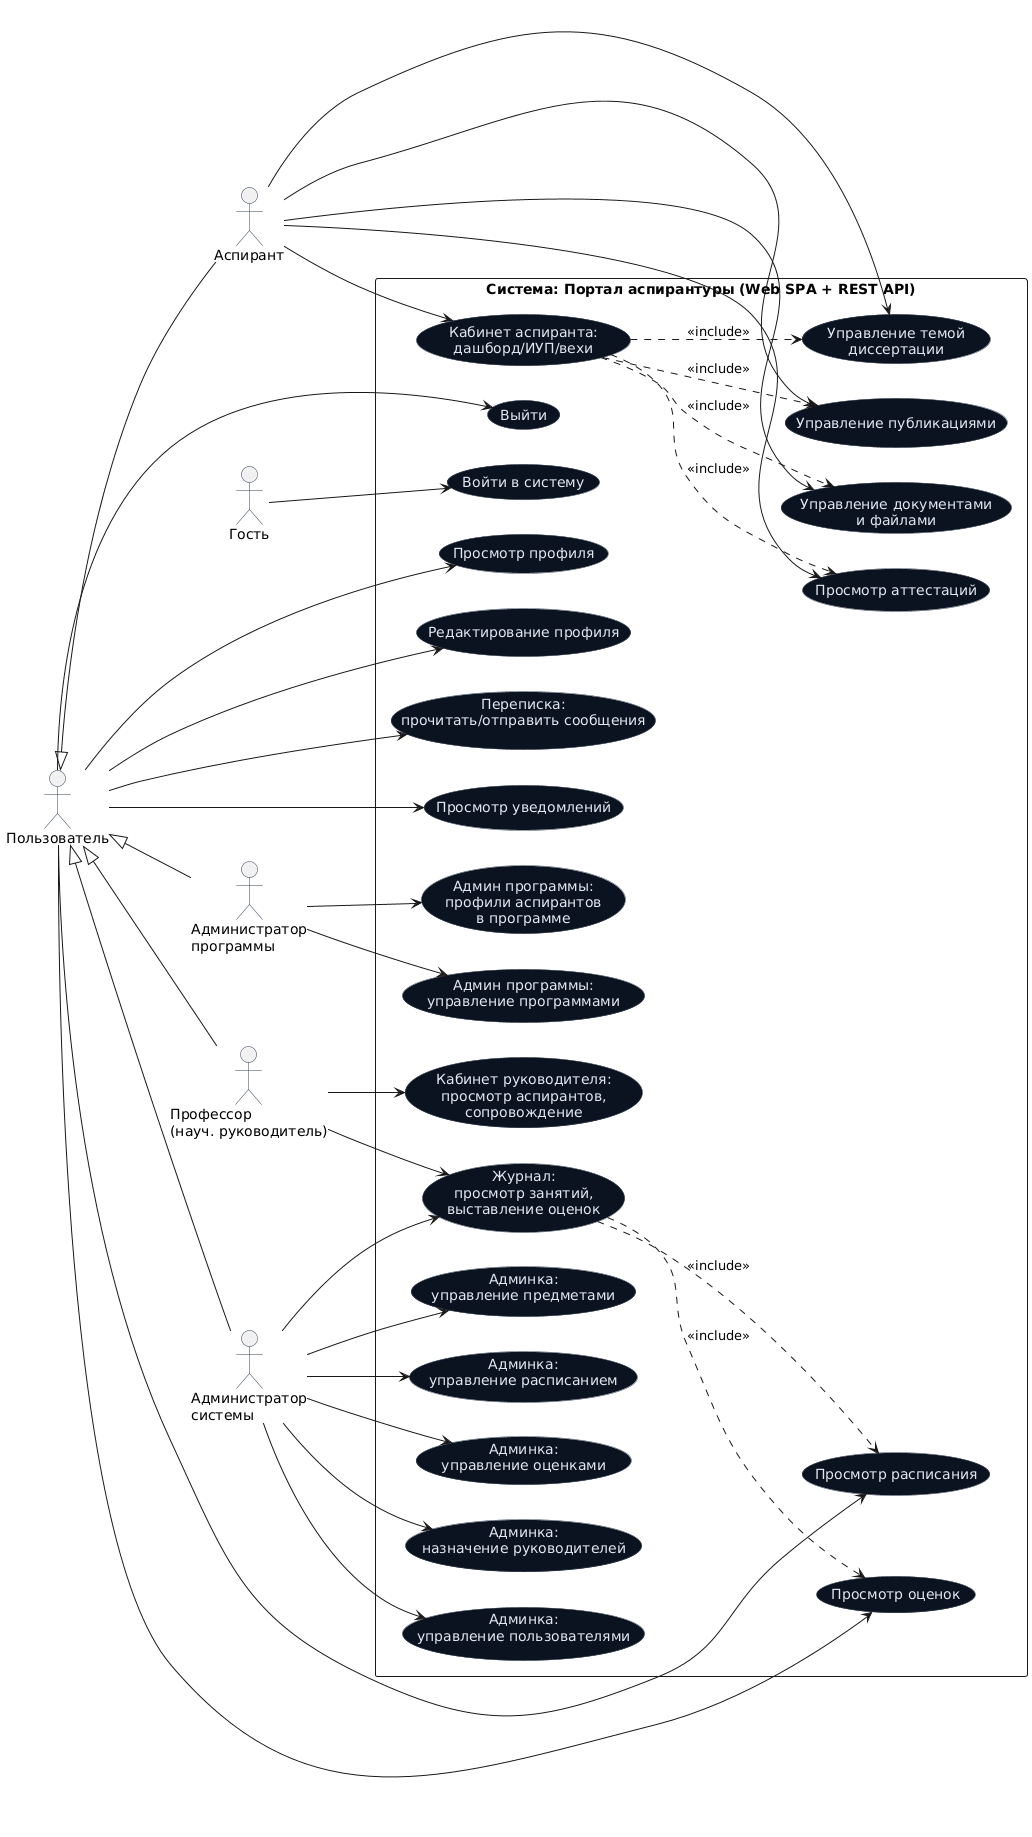 Аспирант
Система: Портал аспирантуры (Web SPA + REST API)
Кабинет аспиранта:
дашборд/ИУП/вехи
«include»
«include»
«include»
«include»
Управление темой
диссертации
Управление публикациями
Управление документами
и файлами
Просмотр аттестаций
Выйти
Гость
Войти в систему
Просмотр профиля
Редактирование профиля
Переписка:
прочитать/отправить сообщения
Пользователь
Просмотр уведомлений
Администратор
программы
Админ программы:
профили аспирантов
в программе
Админ программы:
управление программами
Профессор
(науч. руководитель)
Кабинет руководителя:
просмотр аспирантов,
сопровождение
Журнал:
просмотр занятий,
выставление оценок
«include»
«include»
Администратор
системы
Админка:
управление предметами
Админка:
управление расписанием
Админка:
управление оценками
Админка:
назначение руководителей
Админка:
управление пользователями
Просмотр расписания
Просмотр оценок